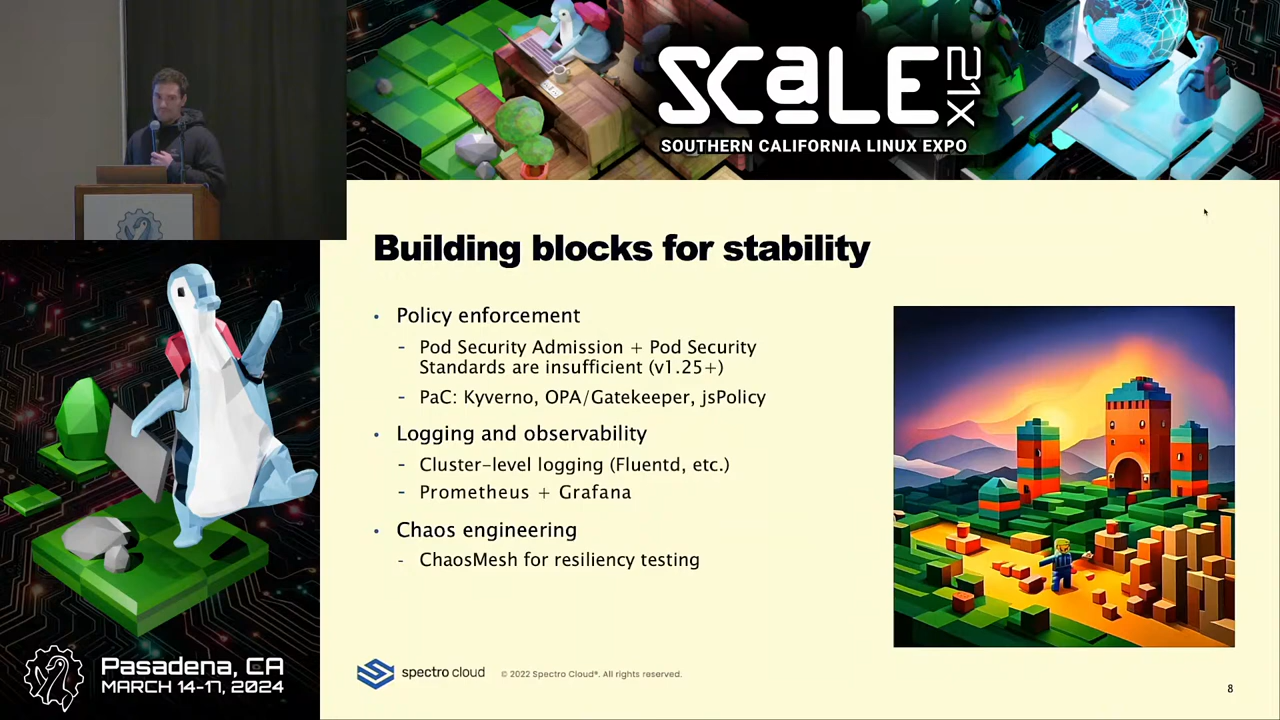 SCaLE 21X
SOUTHERN CALIFORNIA LINUX EXPO
Building blocks for stability
• Policy enforcement
- Pod Security Admission + Pod Security
Standards are insufficient (v1.25+)
- PaC: Kyverno, OPA/Gatekeeper, jsPolicy
• Logging and observability
- Cluster-level logging (Fluentd, etc.)
- Prometheus + Grafana
• Chaos engineering
- ChaosMesh for resiliency testing
spectro cloud
© 2022 Spectro Cloud®. All rights reserved.
8
Pasadena, CA
MARCH 14-17, 2024